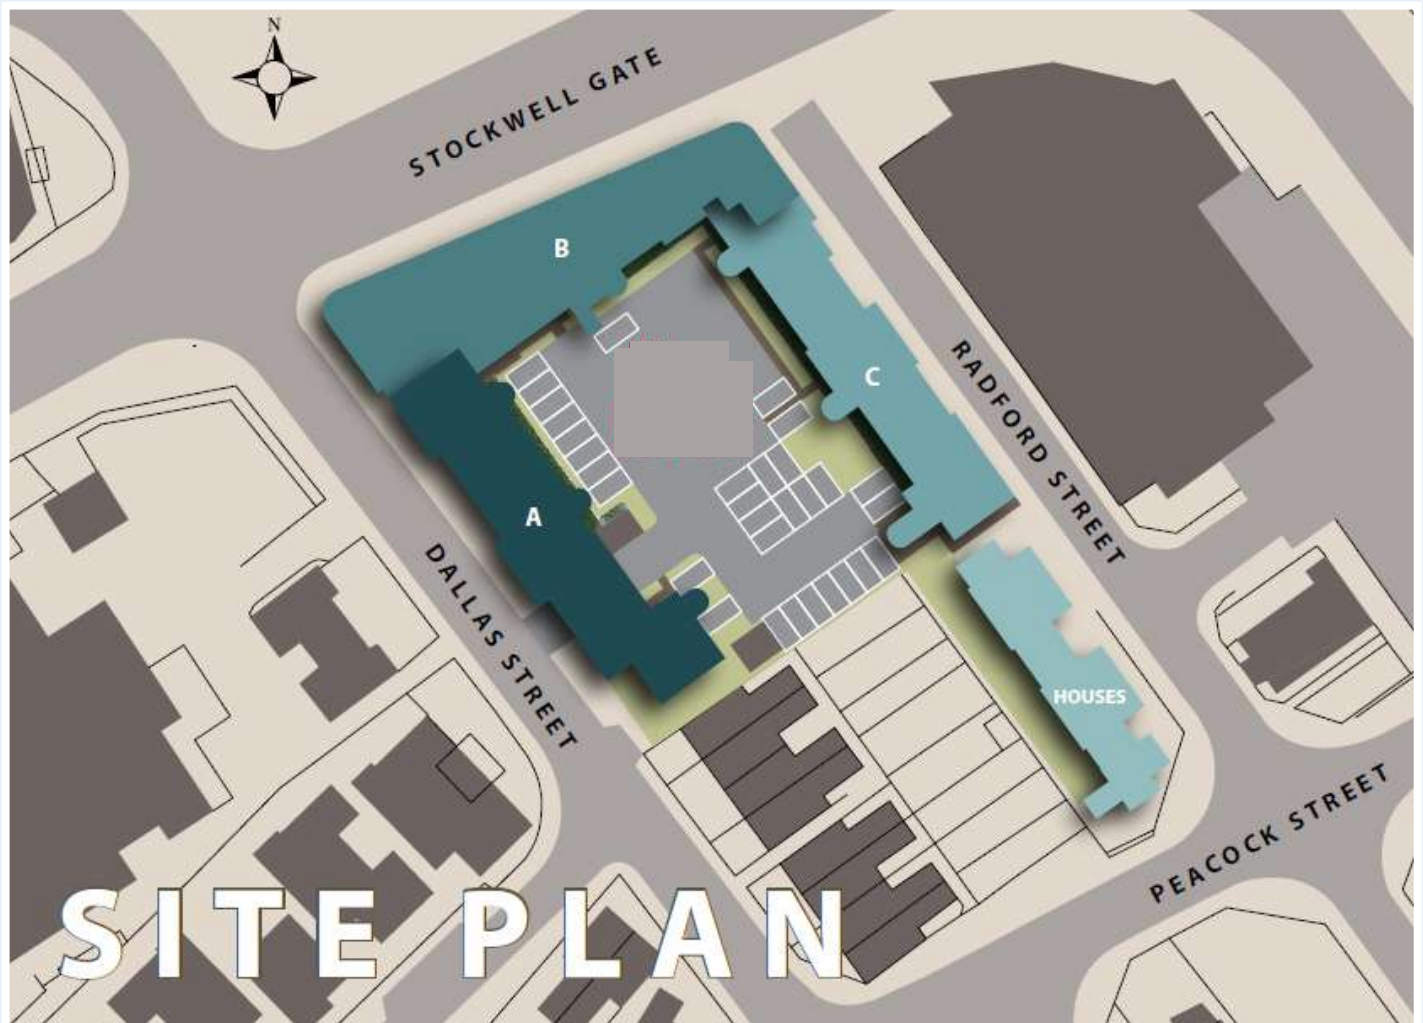 N
STOCKWELL GATE
B
C
RADFORD STREET
A
DALLAS STREET
HOUSES
PEACOCK STREET
SITE PLAN